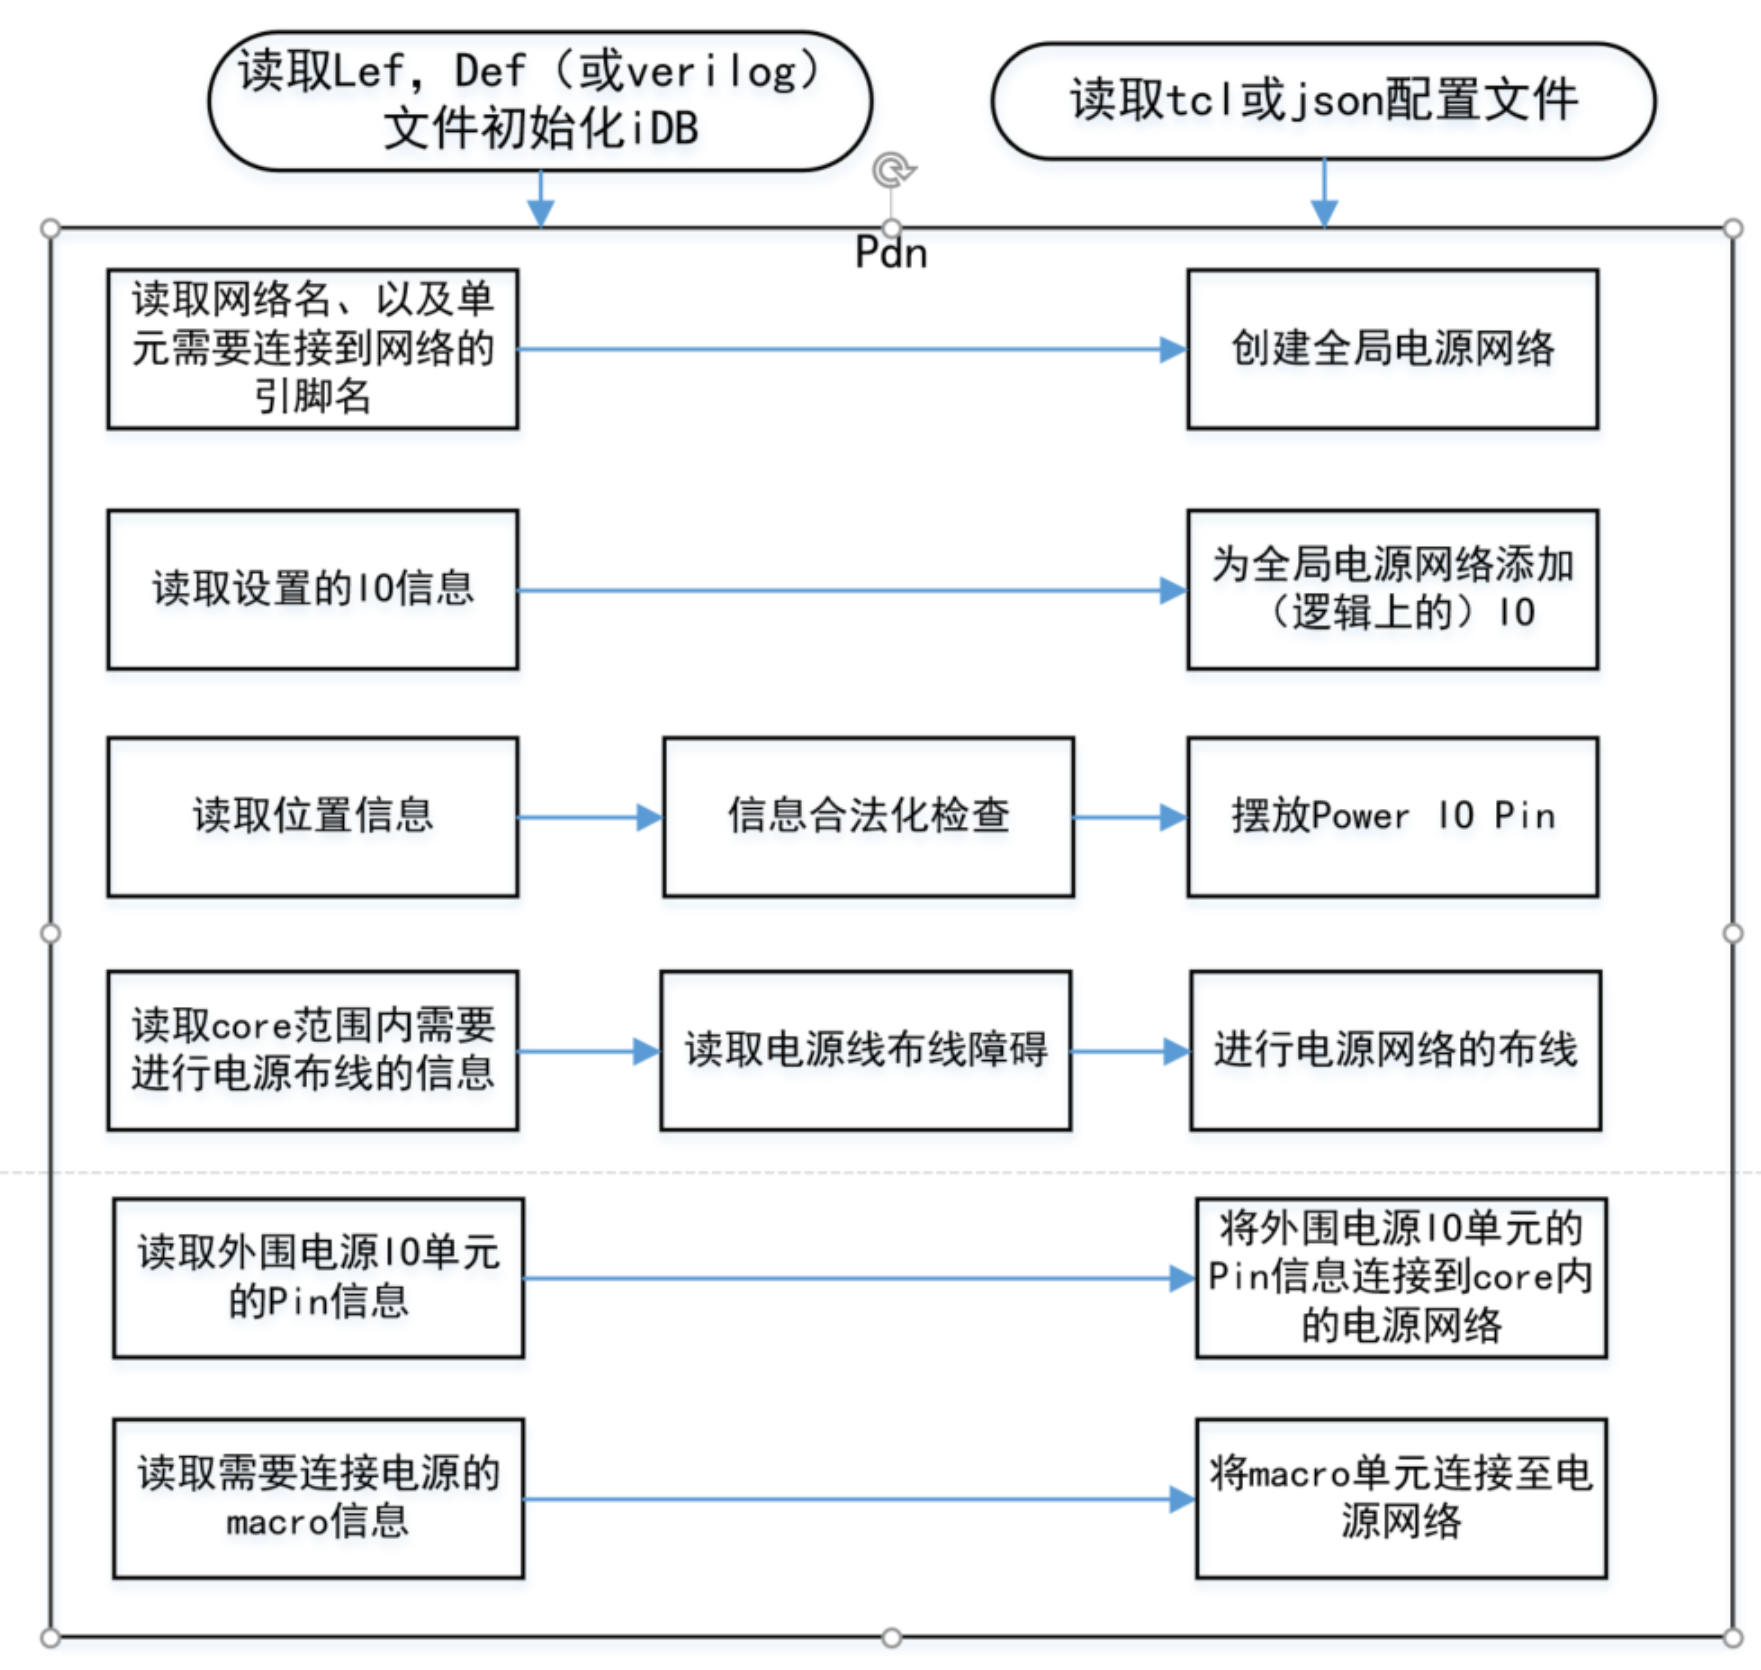 读取Lef，Def（或verilog）
文件初始化iDB
读取tcl或json配置文件
Pdn
读取网络名、以及单
元需要连接到网络的
引脚名
创建全局电源网络
读取设置的IO信息
为全局电源网络添加
（逻辑上的）IO
读取位置信息
信息合法化检查
摆放Power IO Pin
读取core范围内需要
进行电源布线的信息
读取电源线布线障碍
进行电源网络的布线
读取外围电源IO单元
的Pin信息
将外围电源IO单元的
Pin信息连接到core内
的电源网络
读取需要连接电源的
macro信息
将macro单元连接至电
源网络